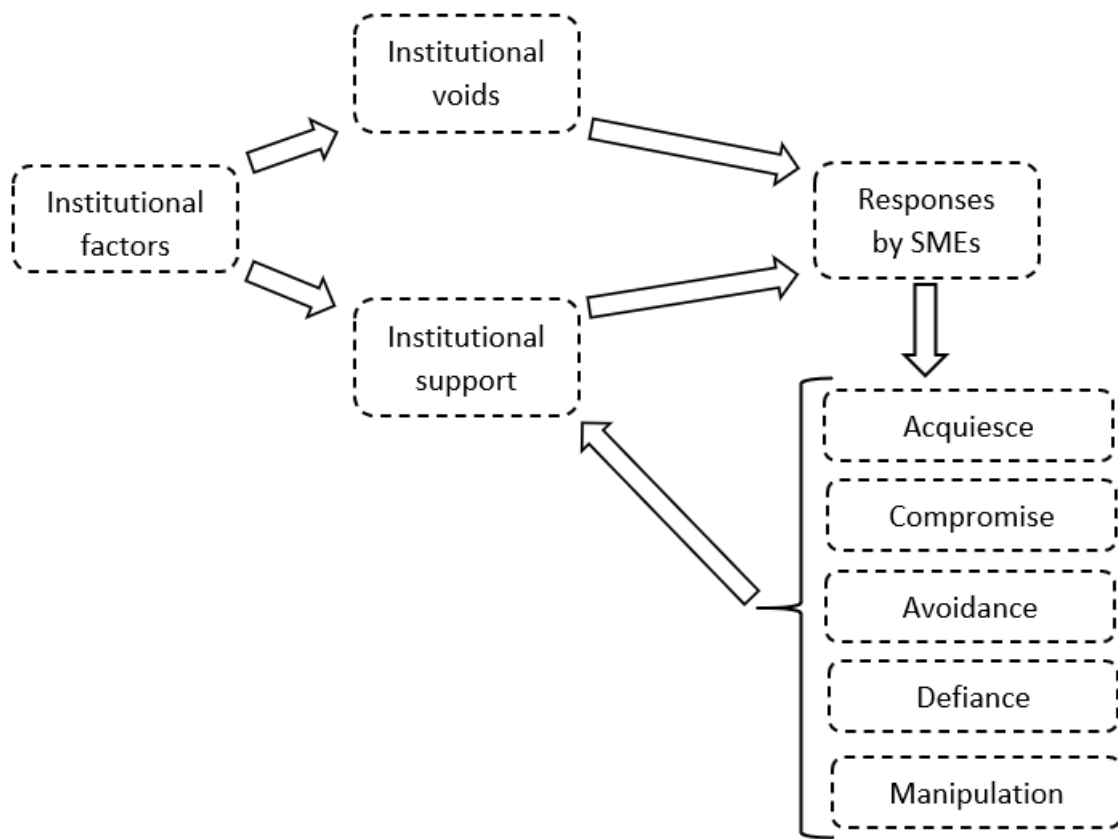 Institutional
voids
Institutional
factors
Responses
by SMEs
Institutional
support
Acquiesce
Compromise
Avoidance
Defiance
Manipulation